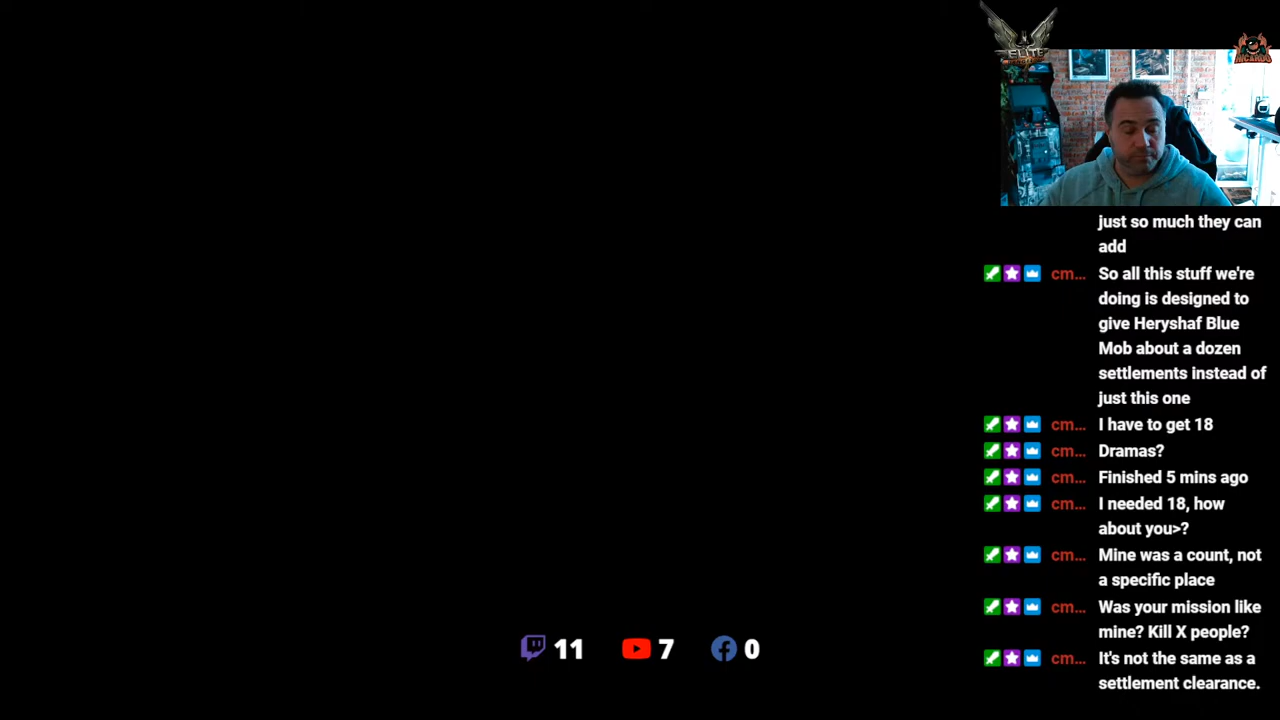 ELITE
RICARDO
just so much they can
add
cm... So all this stuff we're
doing is designed to
give Heryshaf Blue
Mob about a dozen
settlements instead of
just this one
cm... I have to get 18
cm... Dramas?
cm... Finished 5 mins ago
cm... I needed 18, how
about you>?
cm... Mine was a count, not
a specific place
cm... Was your mission like
mine? Kill X people?
cm... It's not the same as a
settlement clearance.
11 7 0